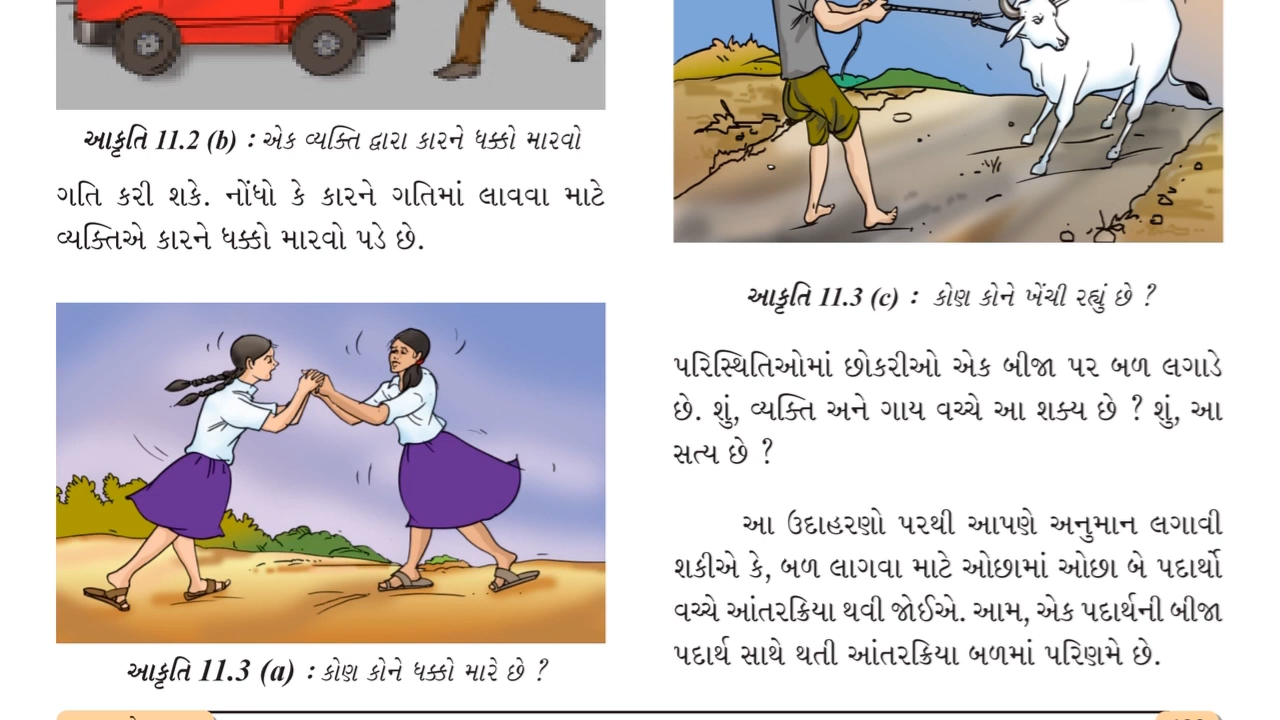 આકૃતિ 11.2 (b) : એક વ્યક્તિ દ્વારા કારને ધક્કો મારવો
ગતિ કરી શકે. નોંધો કે કારને ગતિમાં લાવવા માટે
વ્યક્તિએ કારને ધક્કો મારવો પડે છે.
આકૃતિ 11.3 (a) : કોણ કોને ધક્કો મારે છે ?
આકૃતિ 11.3 (c) : કોણ કોને ખેંચી રહ્યું છે ?
પરિસ્થિતિઓમાં છોકરીઓ એક બીજા પર બળ લગાડે
છે. શું, વ્યક્તિ અને ગાય વચ્ચે આ શક્ય છે ? શું, આ
સત્ય છે ?
આ ઉદાહરણો પરથી આપણે અનુમાન લગાવી
શકીએ કે, બળ લાગવા માટે ઓછામાં ઓછા બે પદાર્થો
વચ્ચે આંતરક્રિયા થવી જોઈએ. આમ, એક પદાર્થની બીજા
પદાર્થ સાથે થતી આંતરક્રિયા બળમાં પરિણમે છે.